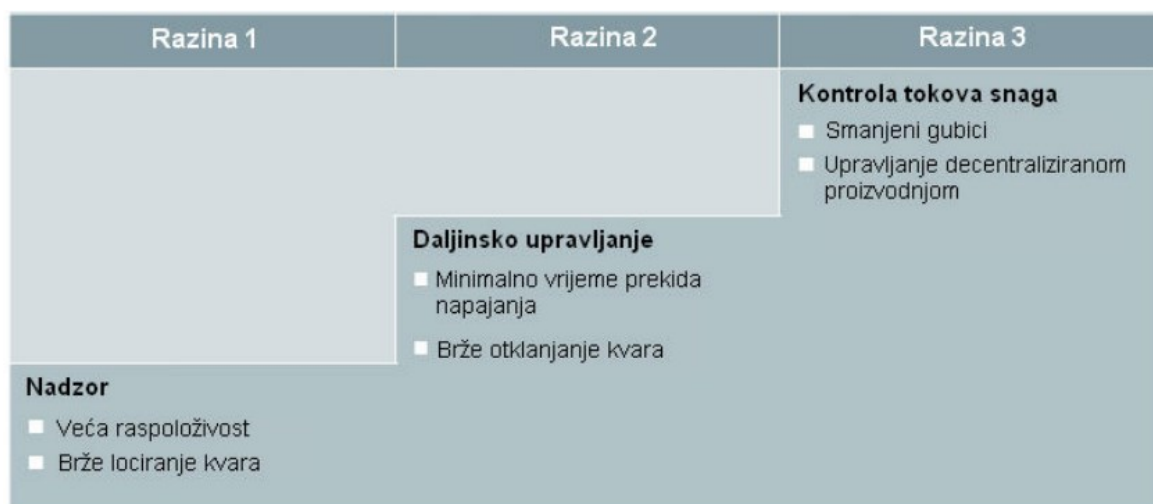 Razina 1
Razina 2
Razina 3
Kontrola tokova snaga
Smanjeni gubici
Upravljanje decentraliziranom
proizvodnjom
Daljinsko upravljanje
Minimalno vrijeme prekida
napajanja
Brže otklanjanje kvara
Nadzor
Veća raspoloživost
Brže lociranje kvara